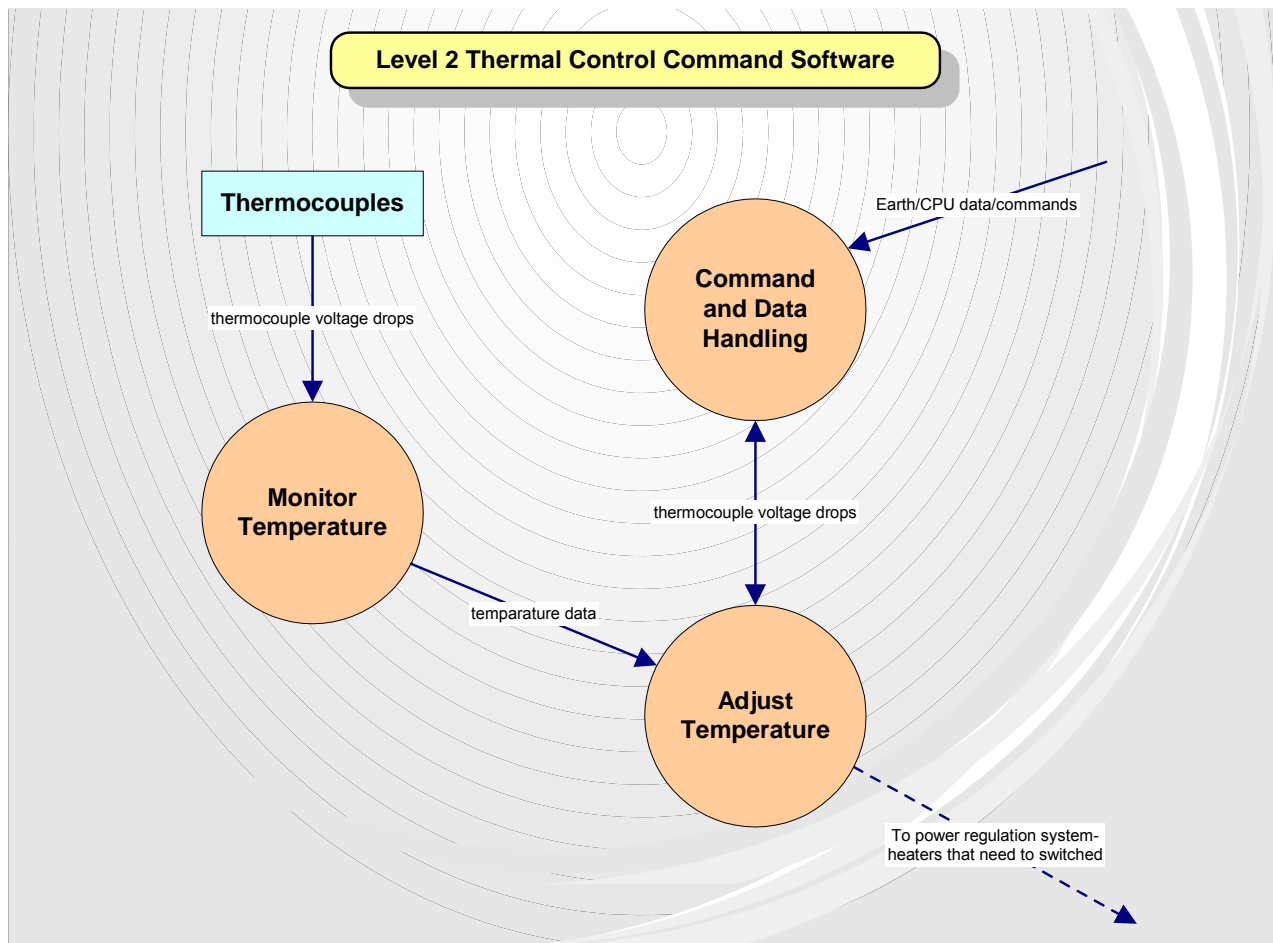 Level 2 Thermal Control Command Software
Thermocouples
Earth/CPU data/commands
Command
and Data
Handling
thermocouple voltage drops
Monitor
Temperature
thermocouple voltage drops
temparature data
Adjust
Temperature
To power regulation system-
heaters that need to switched